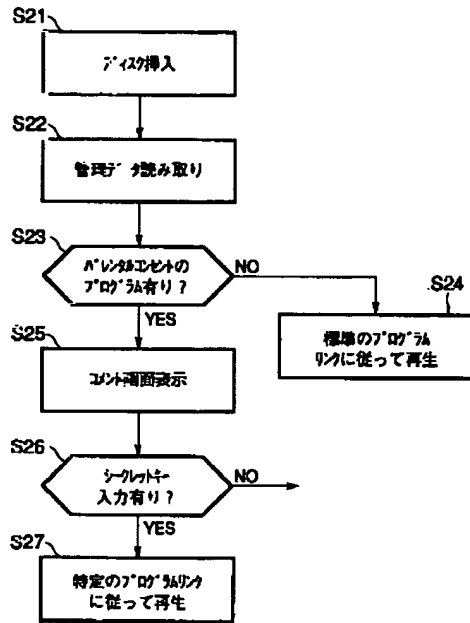 S21
ディスク挿入
S22
管理データ読み取り
S23
パレンタルコンセントの
プログラム有り？
NO
YES
S24
標準のプログラム
リンクに従って再生
S25
コメント画面表示
S26
シークレットキー
入力有り？
NO
YES
S27
特定のプログラムリンク
に従って再生